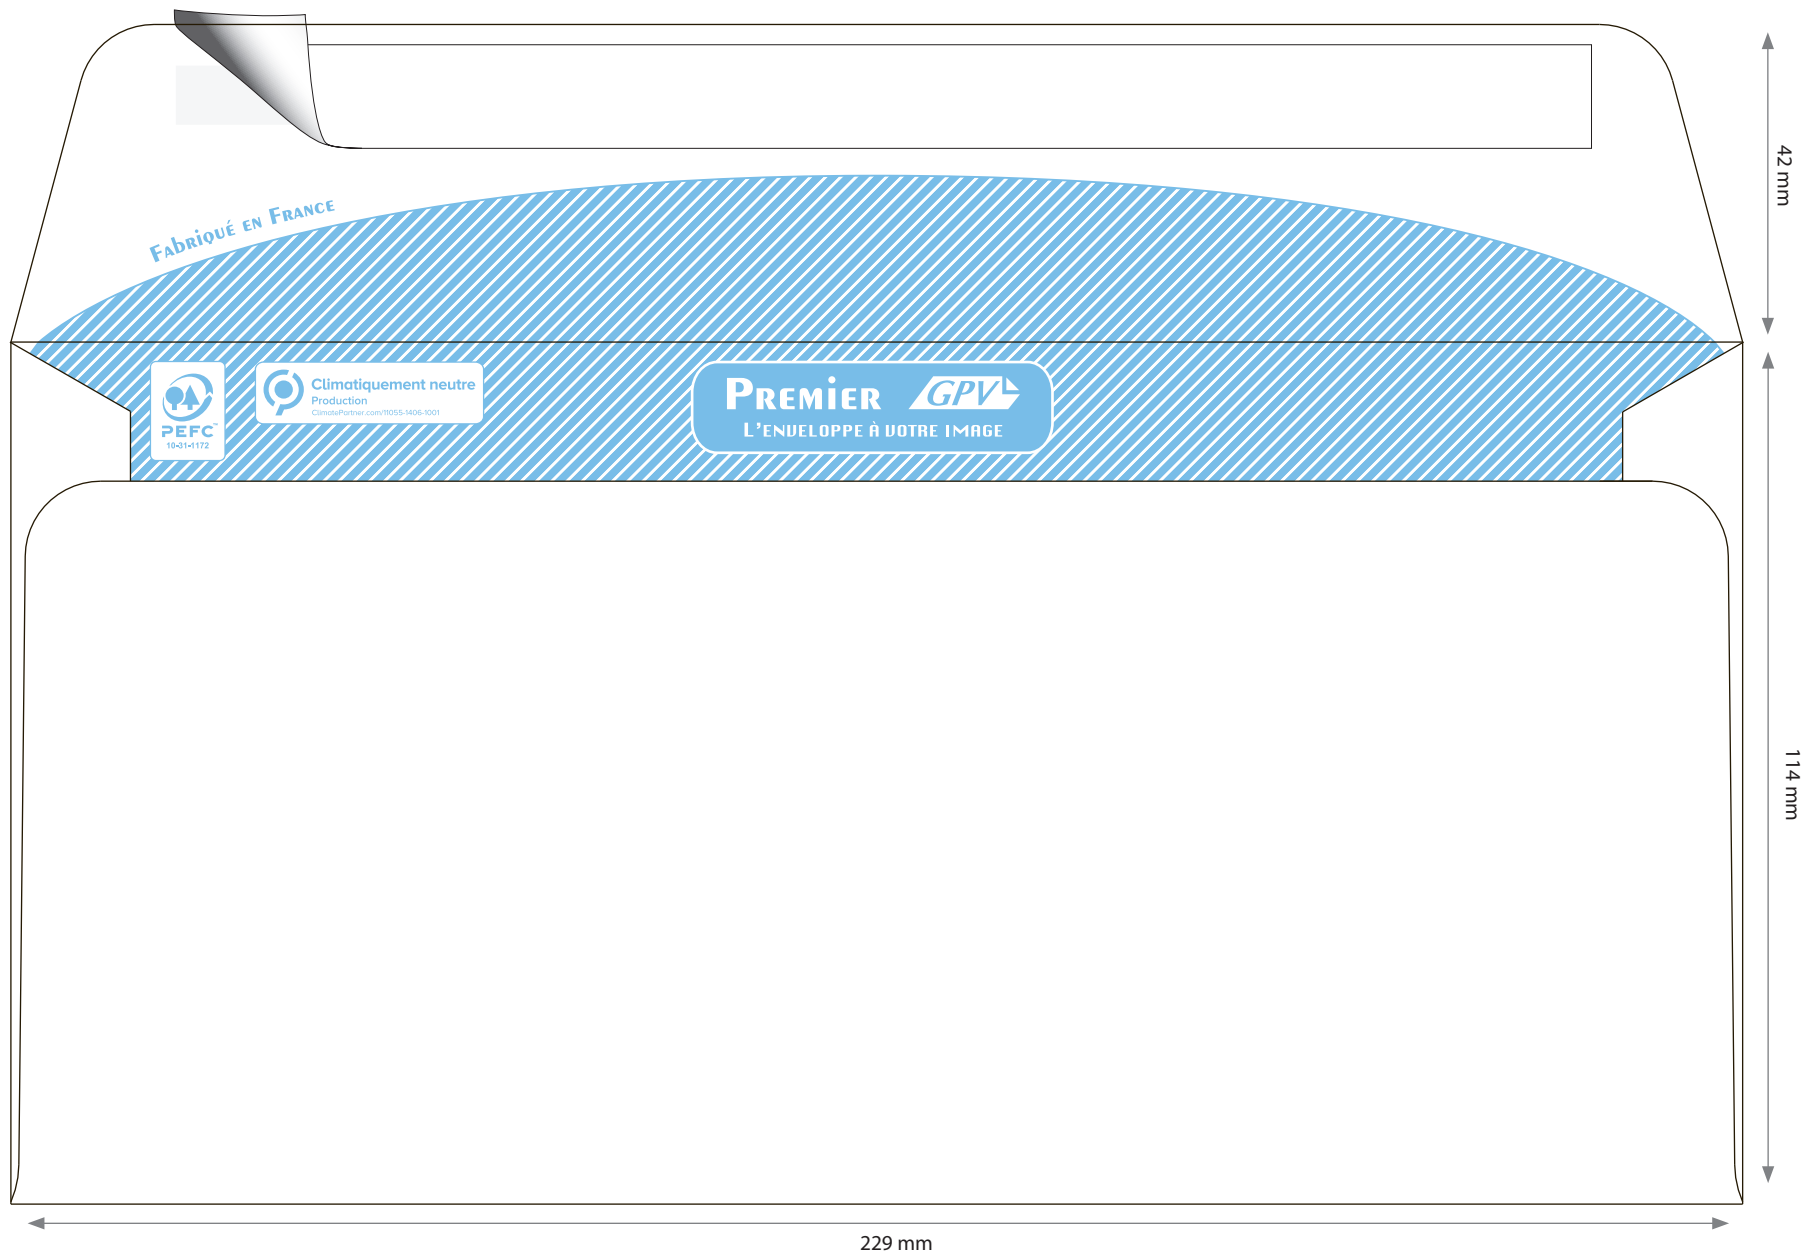 42 mm
Fabriqué en France
Climatiquement neutre
Production
ClimatePartner.com/11055-1406-1001
PEFC™
10-31-1172
Premier GPV
L'enveloppe à votre image
114 mm
229 mm